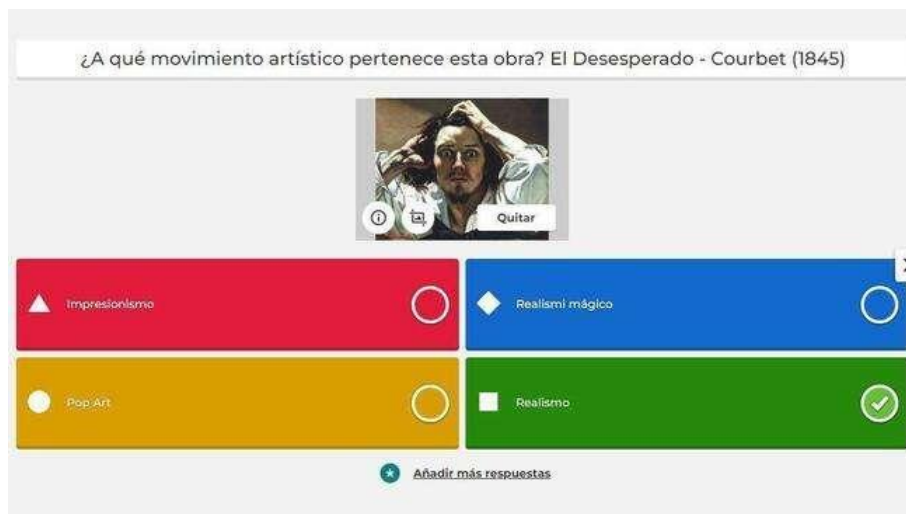 ¿A qué movimiento artístico pertenece esta obra? El Desesperado - Courbet (1845)
Quitar
Impresionismo
Realismi mágico
Pop Art
Realismo
Añadir más respuestas